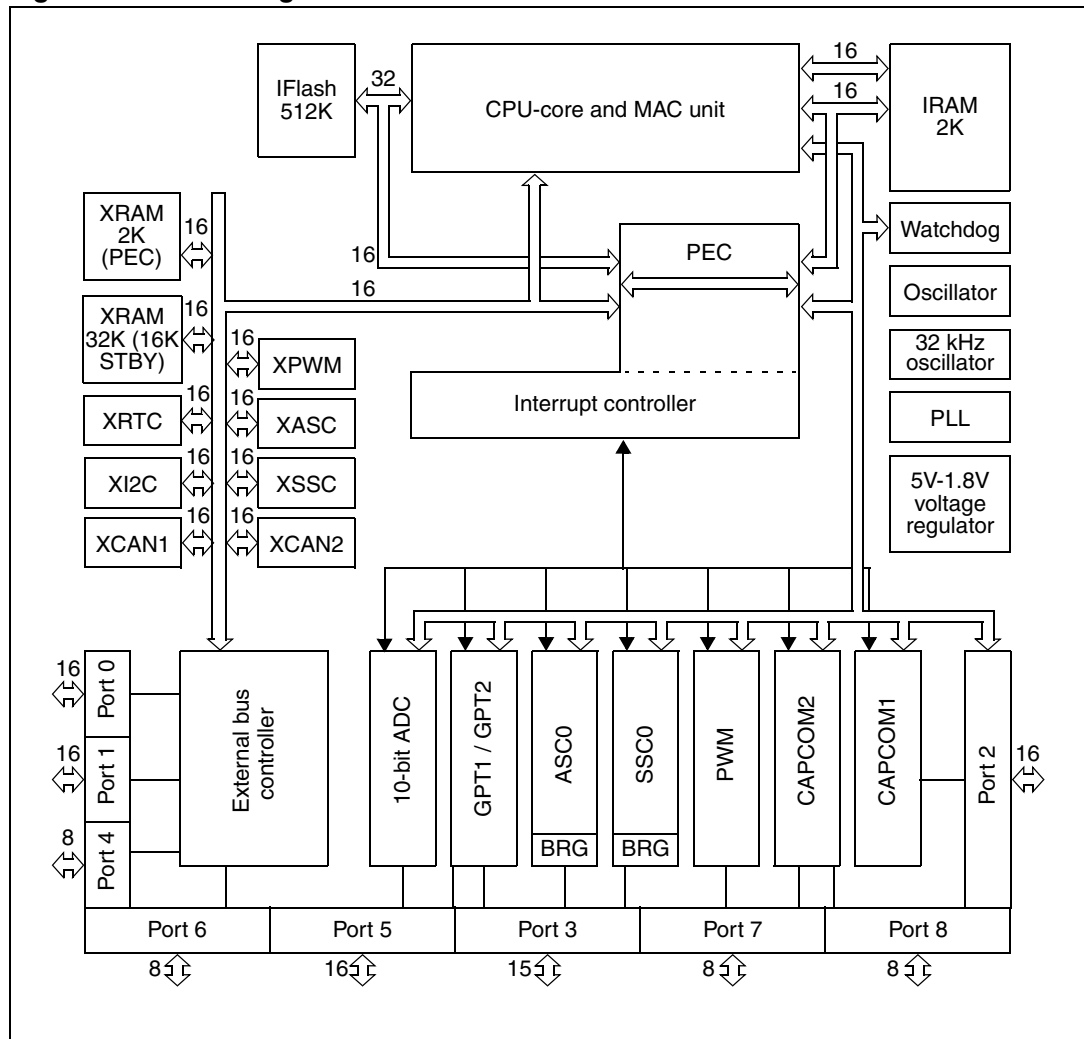 IFlash
512K
32
CPU-core and MAC unit
16
16
IRAM
2K
XRAM
2K
(PEC)
16
16
16
PEC
Watchdog
Oscillator
XRAM
32K (16K
STBY)
16
16
XPWM
32 kHz
oscillator
XRTC
16
16
XASC
Interrupt controller
PLL
XI2C
16
16
XSSC
5V-1.8V
voltage
regulator
XCAN1
16
16
XCAN2
16
Port 0
16
Port 1
8
Port 4
External bus
controller
10-bit ADC
GPT1 / GPT2
ASC0
BRG
SSC0
BRG
PWM
CAPCOM2
CAPCOM1
Port 2
16
Port 6
Port 5
Port 3
Port 7
Port 8
8
16
15
8
8